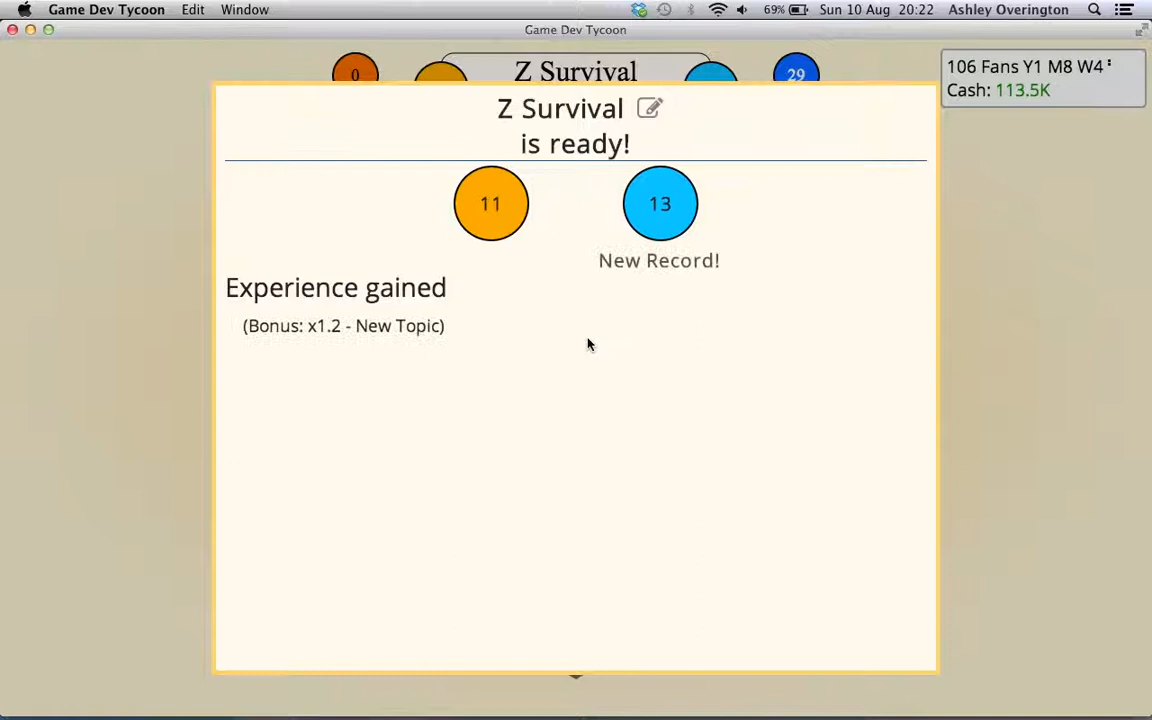 Game Dev Tycoon Edit Window 69% Sun 10 Aug 20:22 Ashley Overington
Game Dev Tycoon
0 Z Survival 29
106 Fans Y1 M8 W4
Cash: 113.5K
Z Survival
is ready!
11 13
New Record!
Experience gained
(Bonus: x1.2 - New Topic)